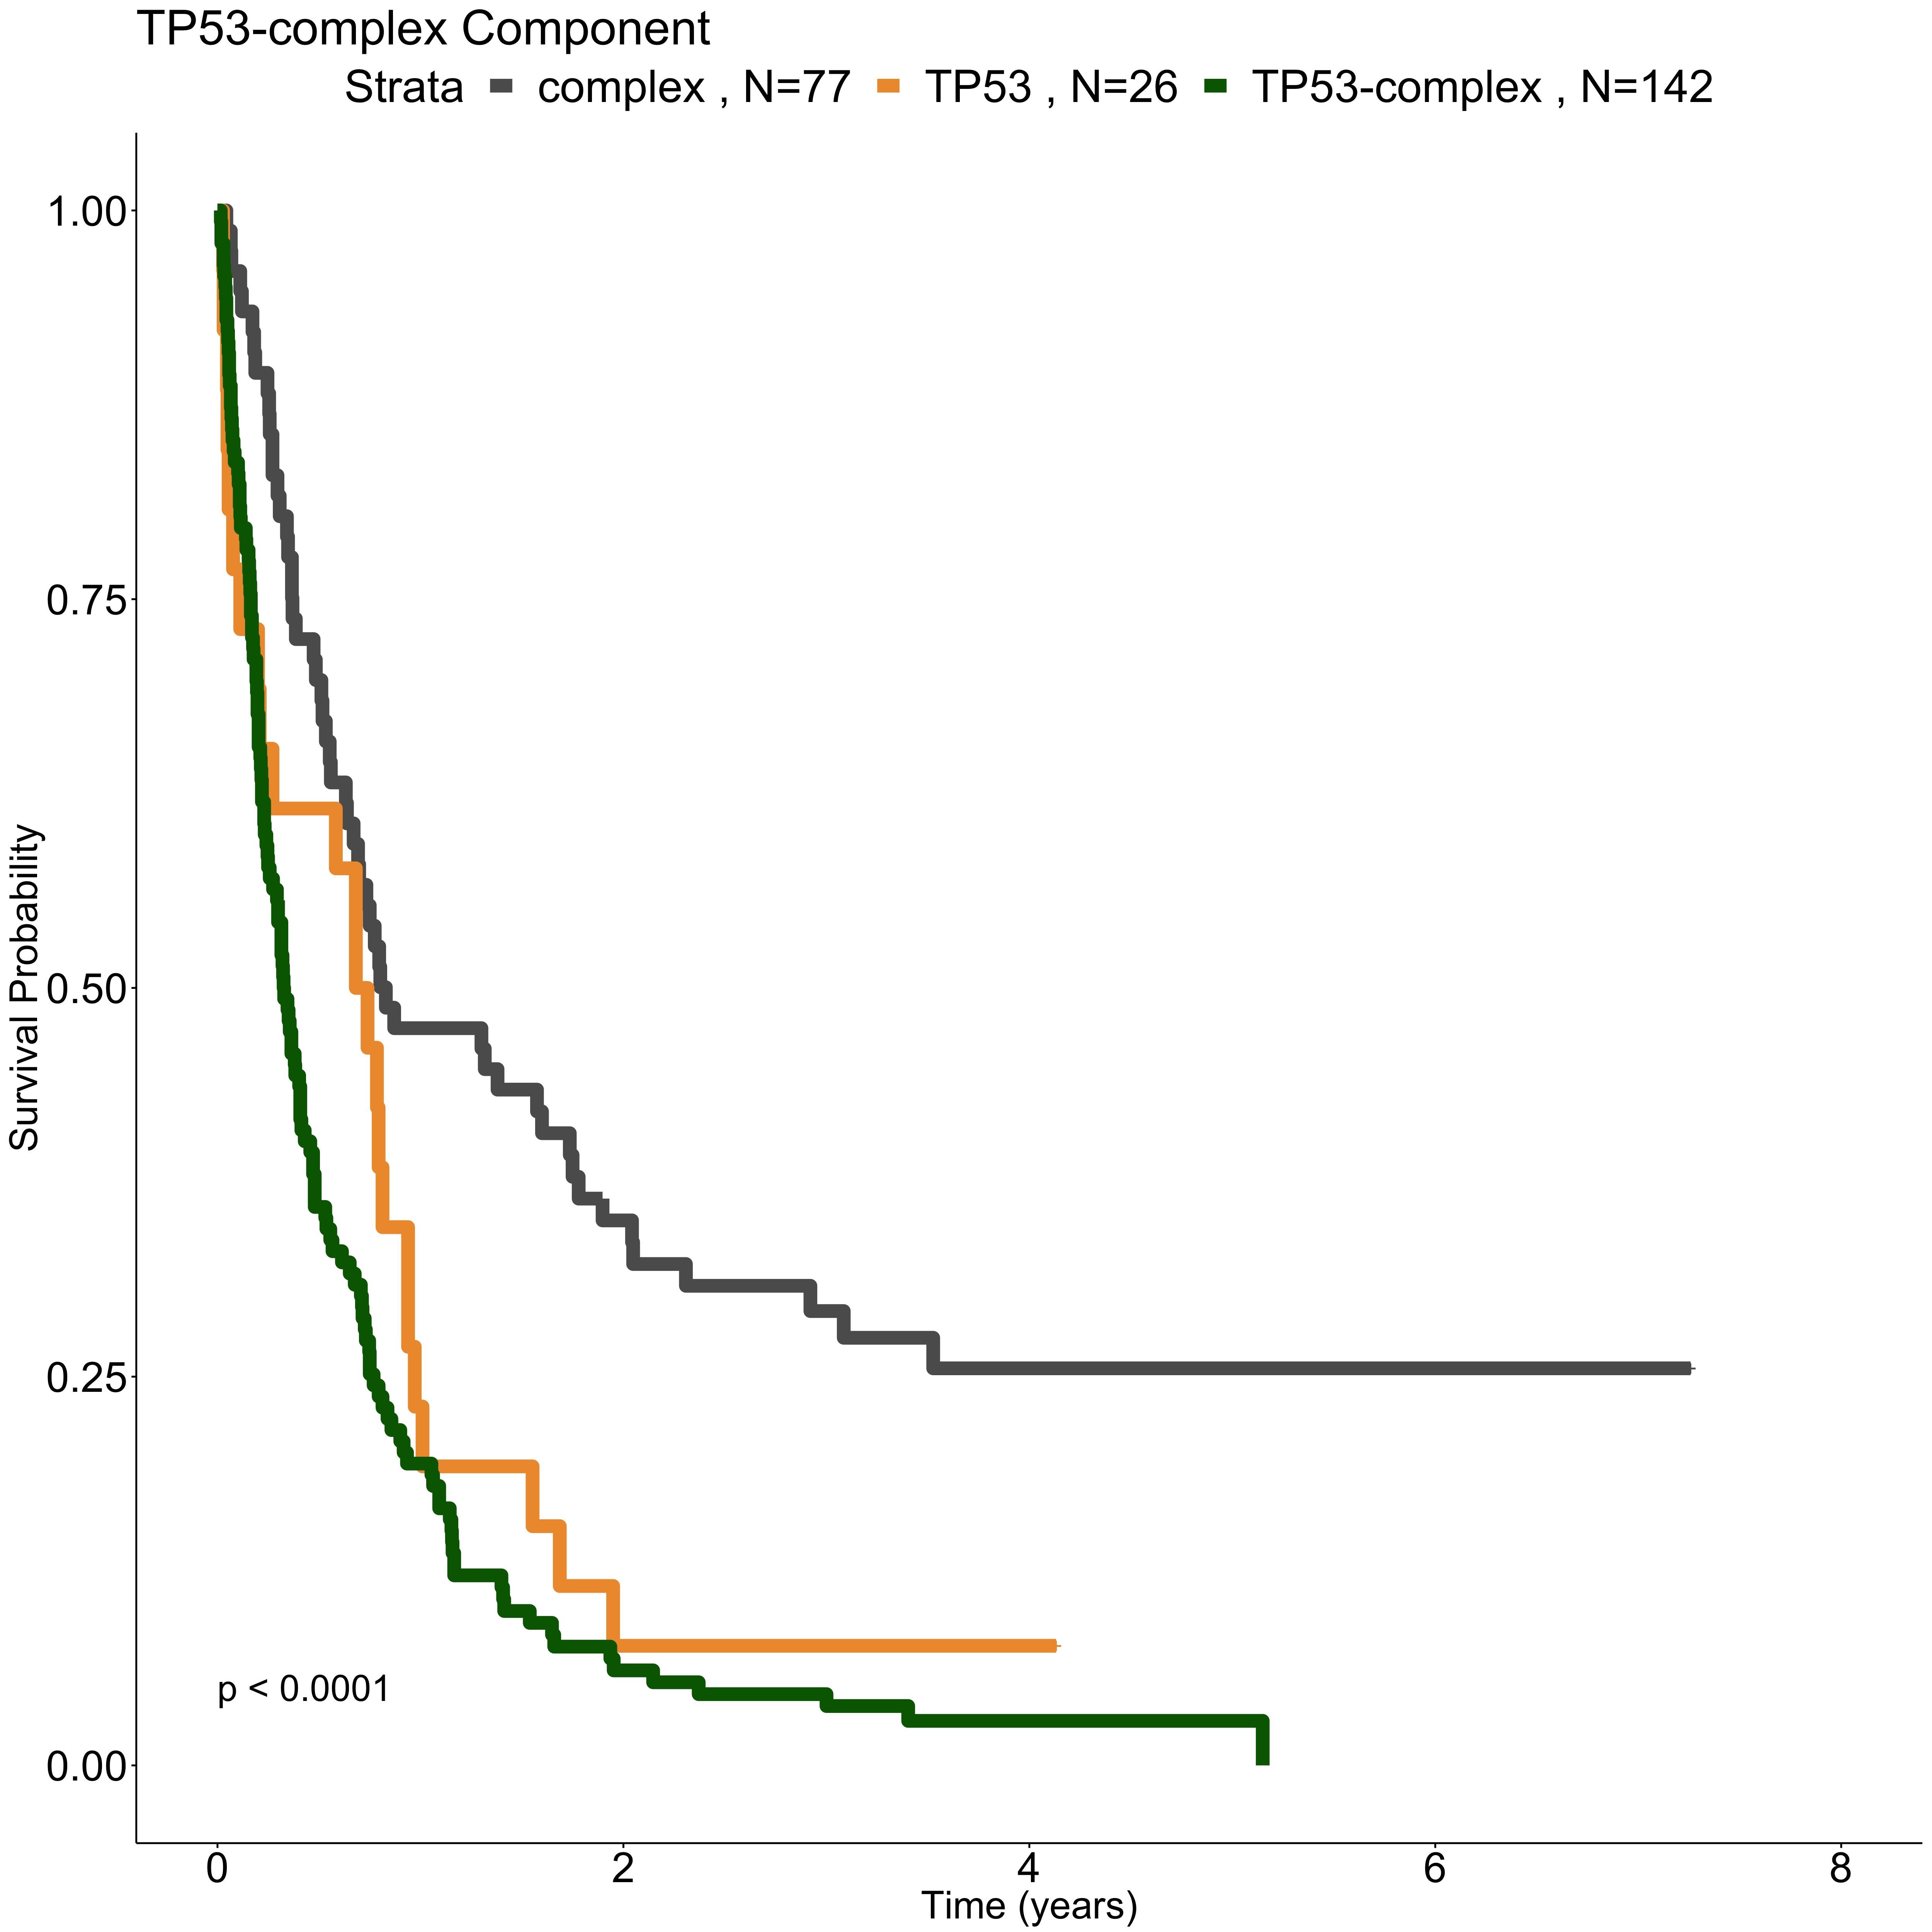 TP53-complex Component
Strata complex , N=77 TP53 , N=26 TP53-complex , N=142
1.00
0.75
0.50
0.25
0.00
Survival Probability
p < 0.0001
0 2 4 6 8
Time (years)